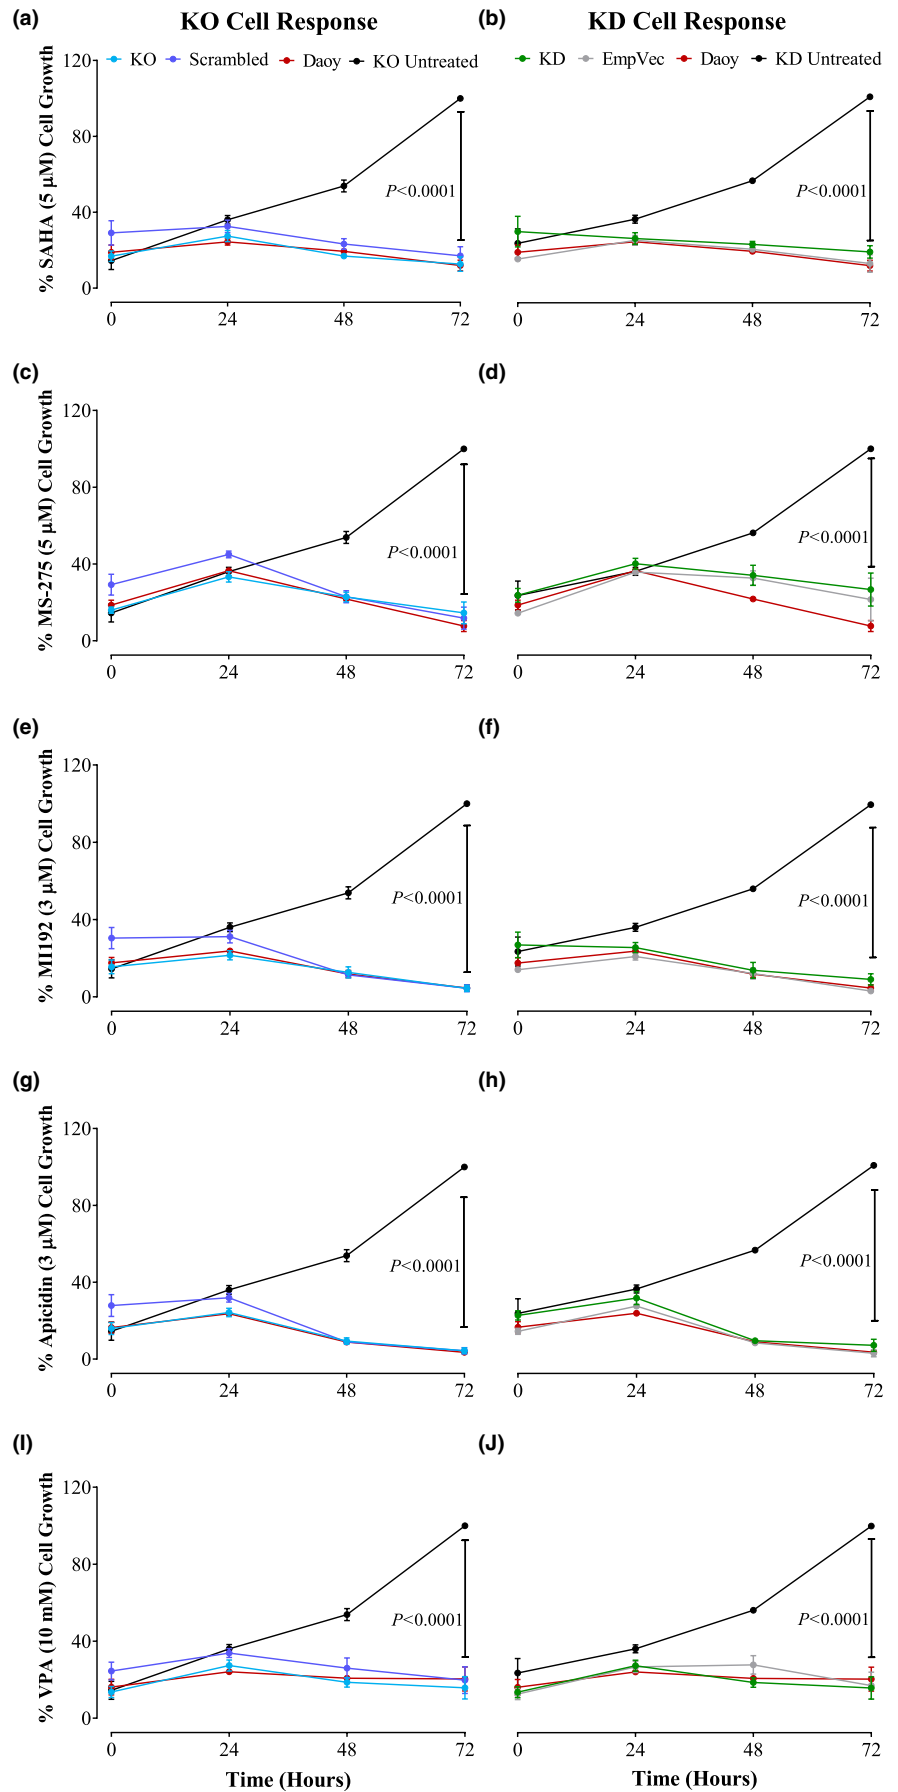 (a) KO Cell Response
(b) KD Cell Response
KO Scrambled Daoy KO Untreated
KD EmpVec Daoy KD Untreated
% SAHA (5 µM) Cell Growth
120
80
40
0
P<0.0001
P<0.0001
0 24 48 72
0 24 48 72
(c)
(d)
% MS-275 (5 µM) Cell Growth
120
80
40
0
P<0.0001
P<0.0001
0 24 48 72
0 24 48 72
(e)
(f)
% MI192 (3 µM) Cell Growth
120
80
40
0
P<0.0001
P<0.0001
0 24 48 72
0 24 48 72
(g)
(h)
% Apicidin (3 µM) Cell Growth
120
80
40
0
P<0.0001
P<0.0001
0 24 48 72
0 24 48 72
(I)
(J)
% VPA (10 mM) Cell Growth
120
80
40
0
P<0.0001
P<0.0001
0 24 48 72
0 24 48 72
Time (Hours)
Time (Hours)